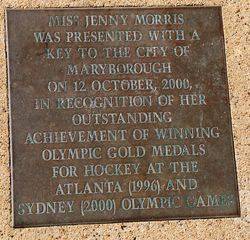 MISS JENNY MORRIS
WAS PRESENTED WITH A
KEY TO THE CITY OF
MARYBOROUGH
ON 12 OCTOBER, 2000,
IN RECOGNITION OF HER
OUTSTANDING
ACHIEVEMENT OF WINNING
OLYMPIC GOLD MEDALS
FOR HOCKEY AT THE
ATLANTA (1996) AND
SYDNEY (2000) OLYMPIC GAMES